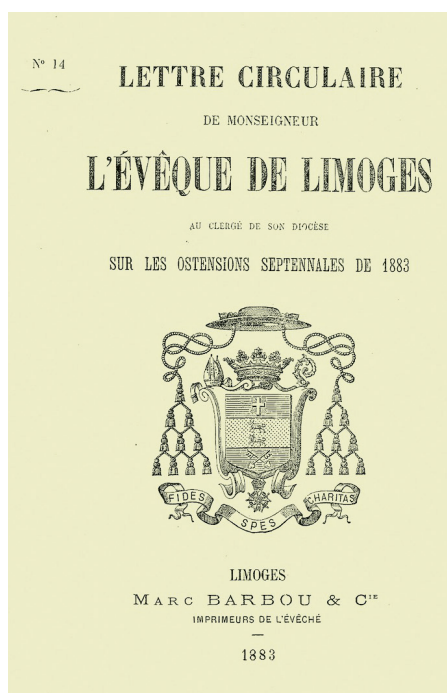 N° 14
LETTRE CIRCULAIRE
DE MONSEIGNEUR
L'ÉVÊQUE DE LIMOGES
AU CLERGÉ DE SON DIOCÈSE
SUR LES OSTENSIONS SEPTENNALES DE 1883
FIDES
SPES
CHARITAS
LIMOGES
MARC BARBOU & CIE
IMPRIMEURS DE L'ÉVÊCHÉ
1883